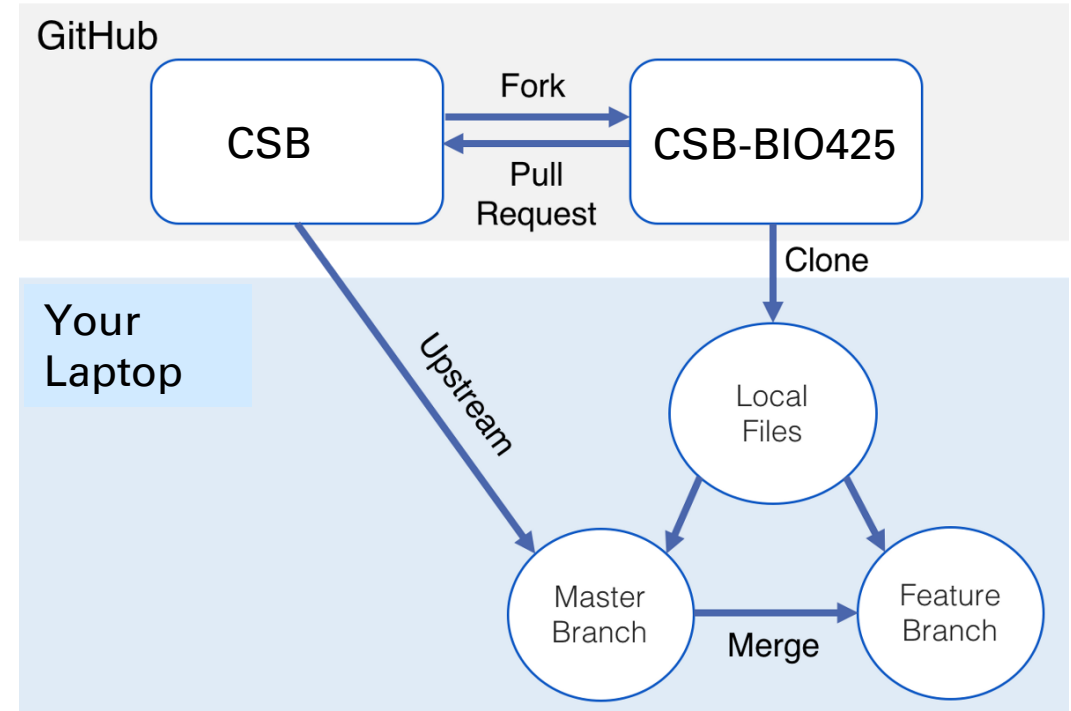 GitHub
CSB
Fork
Pull
Request
CSB-BIO425
Clone
Your
Laptop
Upstream
Local
Files
Master
Branch
Merge
Feature
Branch